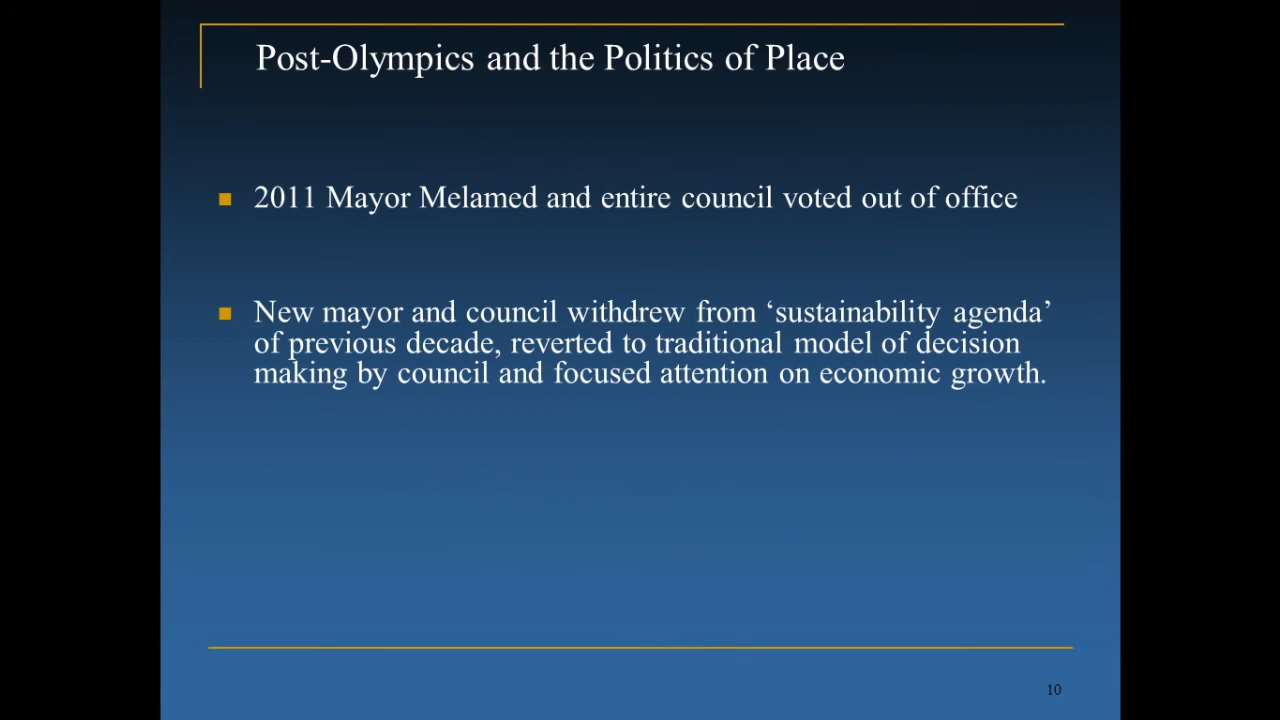 Post-Olympics and the Politics of Place
2011 Mayor Melamed and entire council voted out of office
New mayor and council withdrew from ‘sustainability agenda’
of previous decade, reverted to traditional model of decision
making by council and focused attention on economic growth.
10